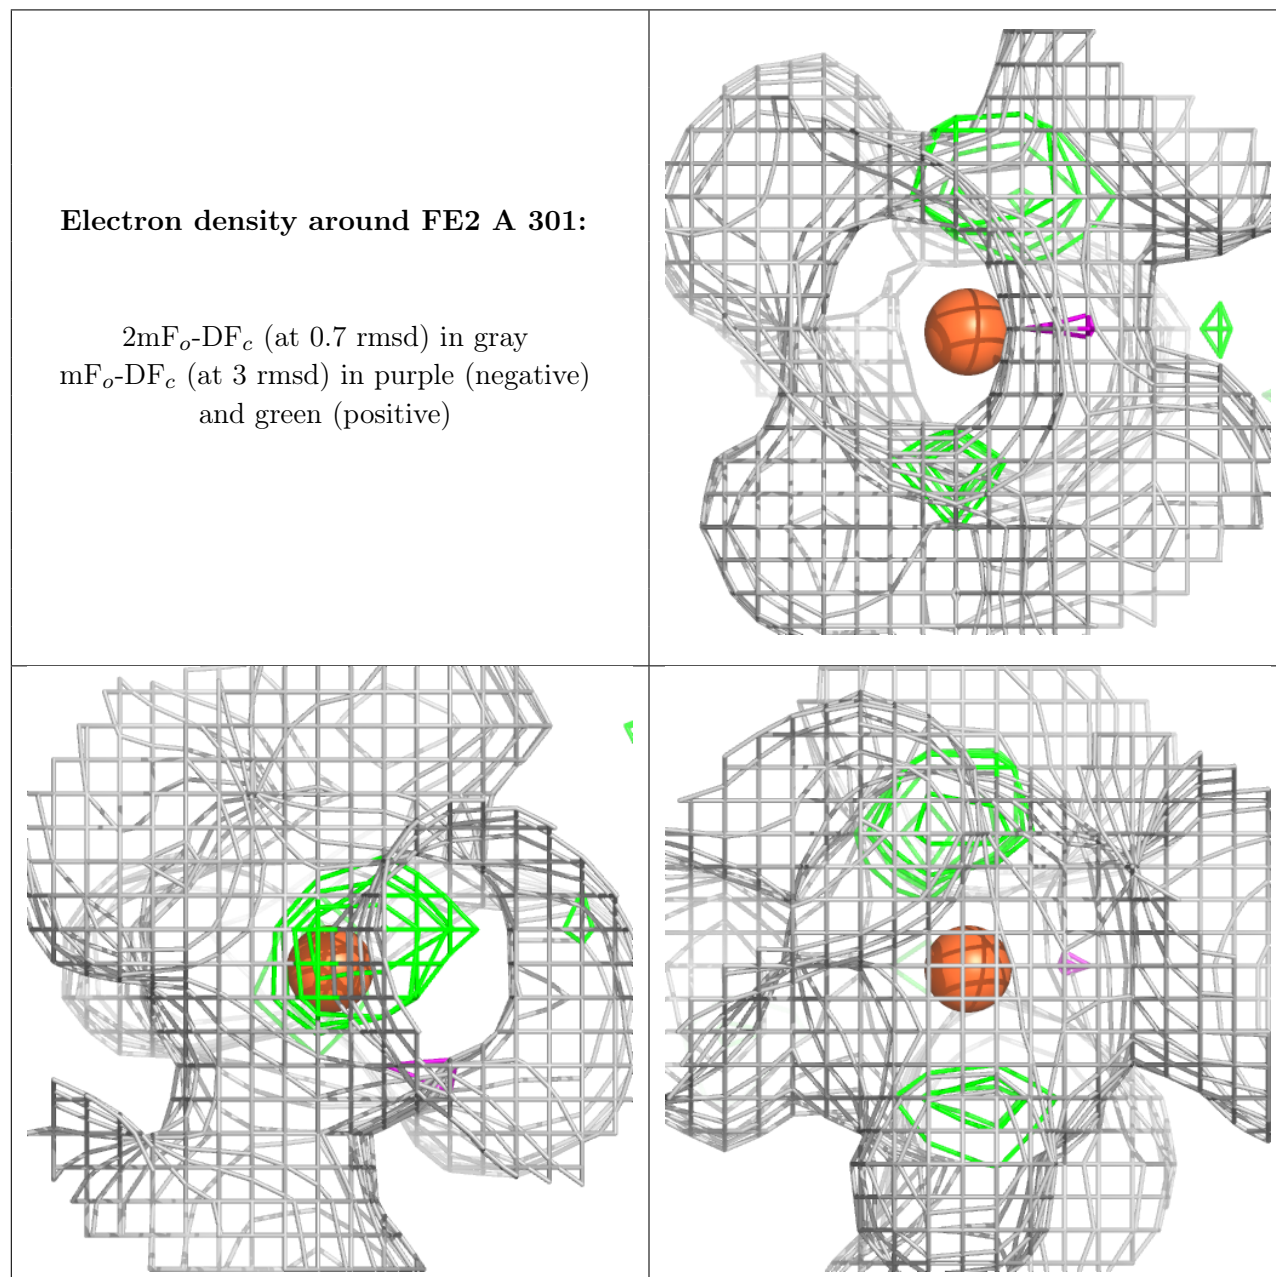 Electron density around FE2 A 301:
2mFo-DFc (at 0.7 rmsd) in gray
mFo-DFc (at 3 rmsd) in purple (negative)
and green (positive)